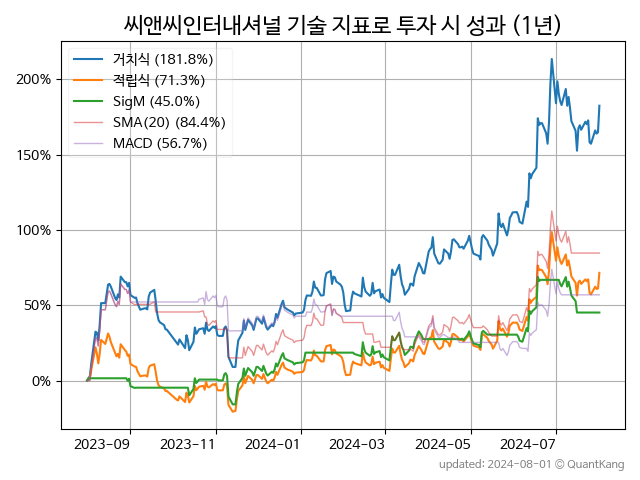 씨앤씨인터내셔널 기술 지표로 투자 시 성과 (1년)
거치식 (181.8%)
적립식 (71.3%)
SigM (45.0%)
SMA(20) (84.4%)
MACD (56.7%)
200%
150%
100%
50%
0%
2023-09 2023-11 2024-01 2024-03 2024-05 2024-07
updated: 2024-08-01 © QuantKang